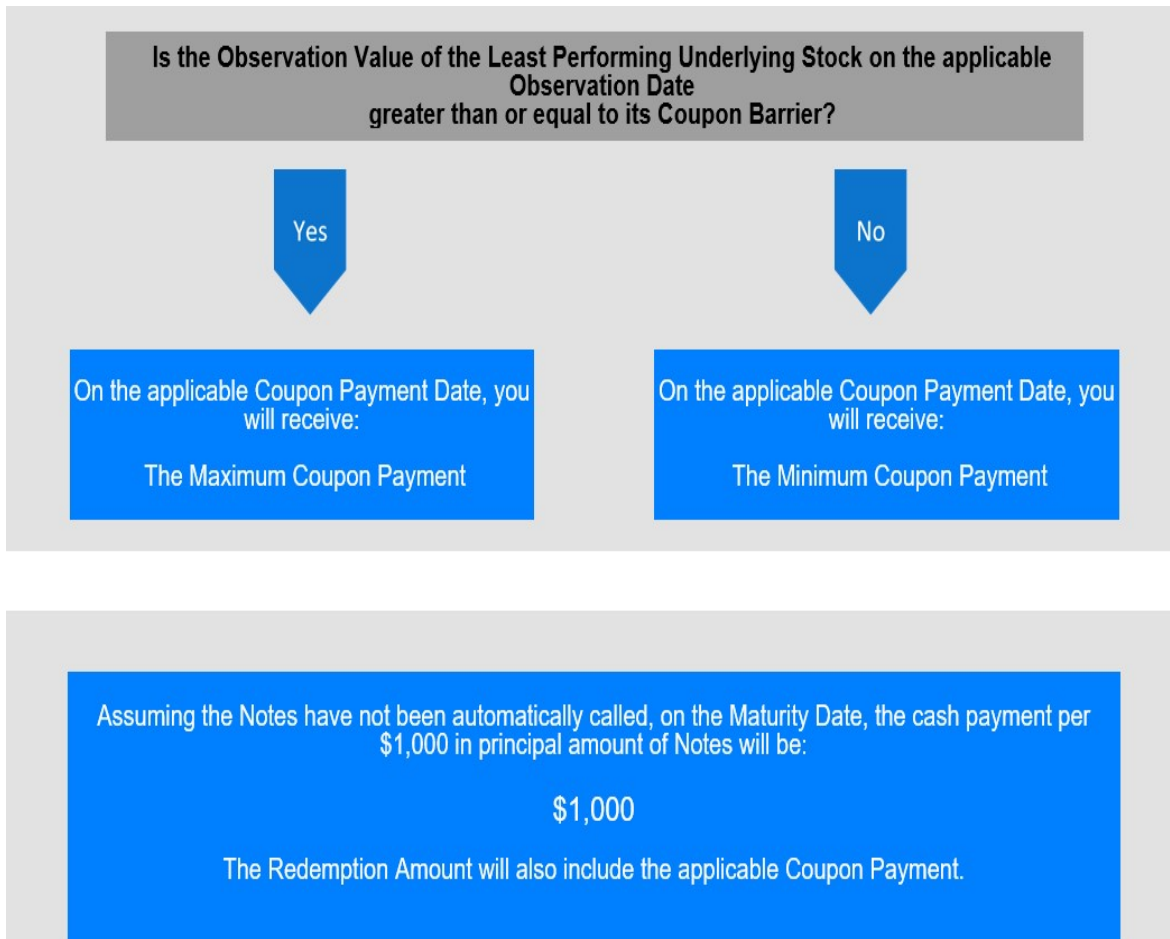 Is the Observation Value of the Least Performing Underlying Stock on the applicable
Observation Date
greater than or equal to its Coupon Barrier?
Yes
No
On the applicable Coupon Payment Date, you
will receive:
The Maximum Coupon Payment
On the applicable Coupon Payment Date, you
will receive:
The Minimum Coupon Payment
Assuming the Notes have not been automatically called, on the Maturity Date, the cash payment per
$1,000 in principal amount of Notes will be:
$1,000
The Redemption Amount will also include the applicable Coupon Payment.